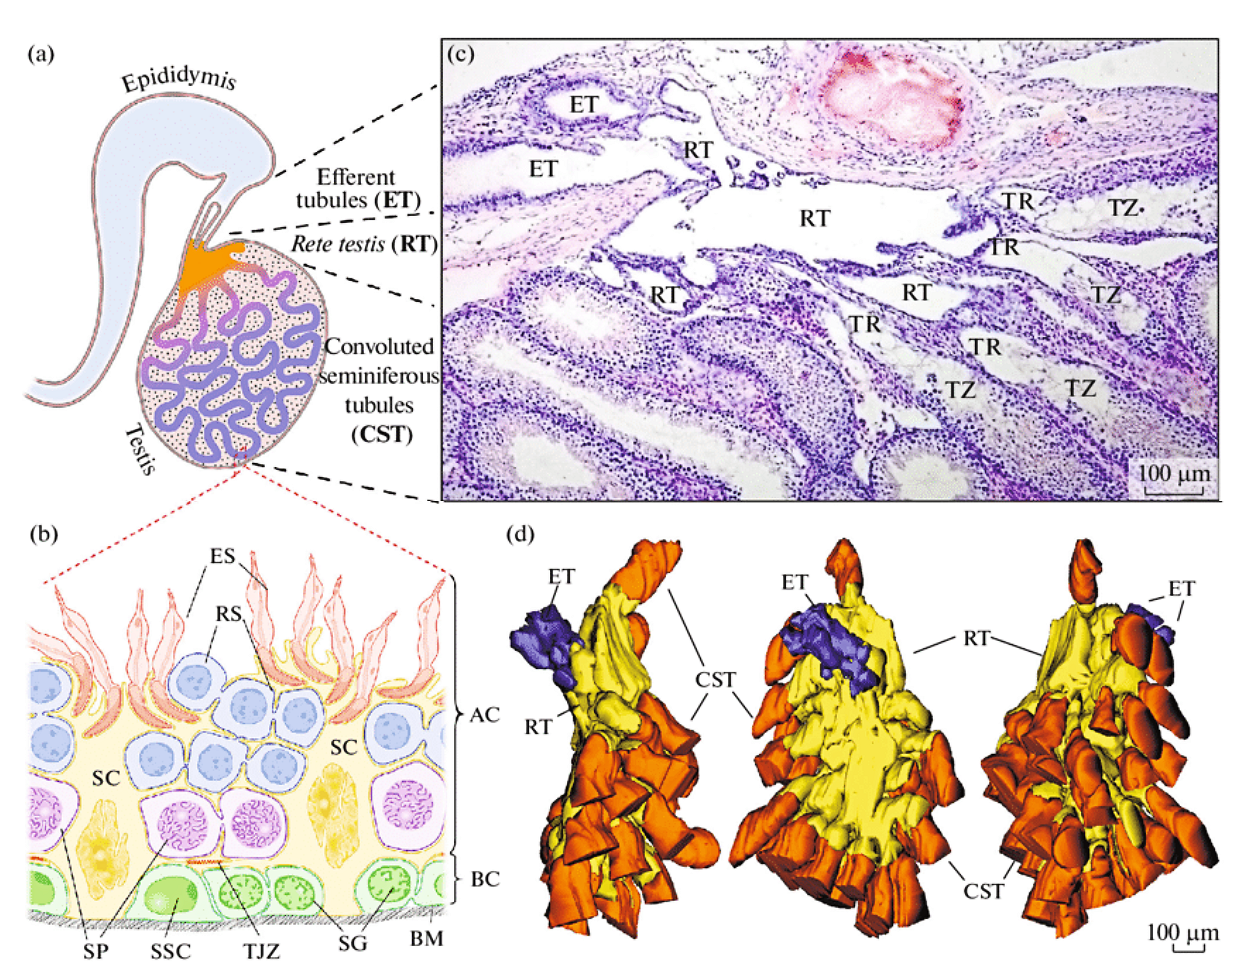 (a)
Epididymis
Efferent
tubules (ET)
Rete testis (RT)
Convoluted
seminiferous
tubules
(CST)
Testis
(c)
ET
ET
RT
RT
TR
TZ
TR
RT
RT
TZ
TR
TR
TZ
TZ
100 µm
(b)
ES
RS
SC
SC
AC
BC
SP
SSC
TJZ
SG
BM
(d)
ET
ET
ET
RT
CST
RT
CST
100 µm